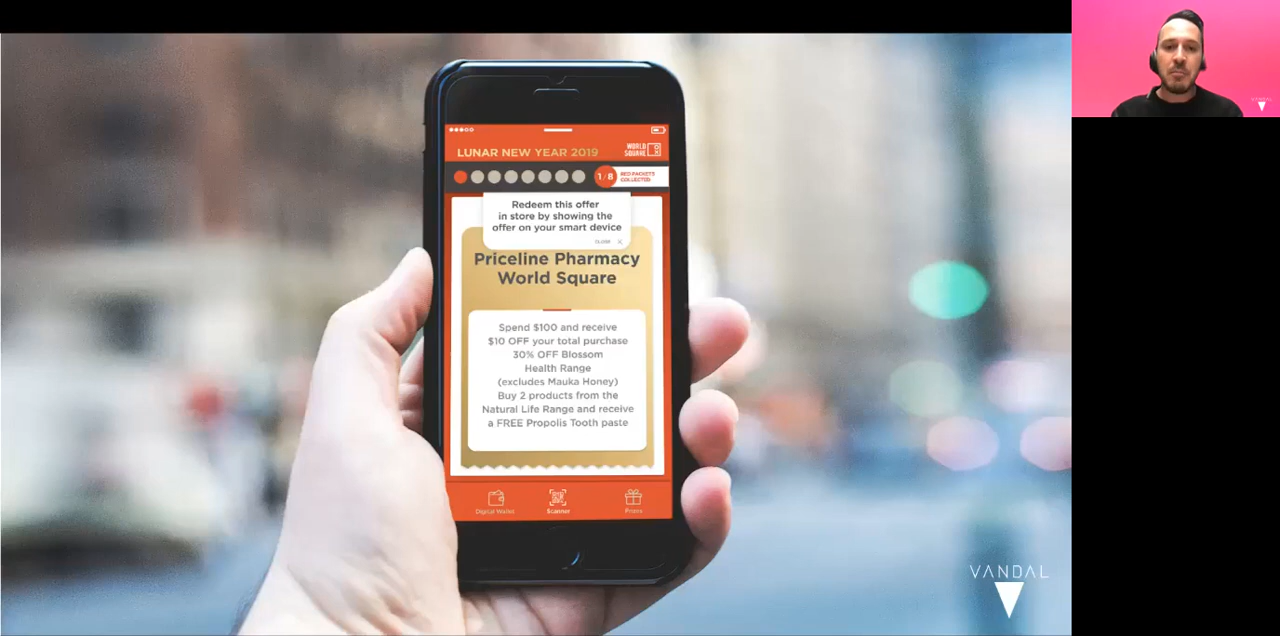 LUNAR NEW YEAR 2019
WORLD
SQUARE
1/8
RED PACKETS
COLLECTED
Redeem this offer
in store by showing the
offer on your smart device
CLOSE X
Priceline Pharmacy
World Square
Spend $100 and receive
$10 OFF your total purchase
30% OFF Blossom
Health Range
(excludes Mauka Honey)
Buy 2 products from the
Natural Life Range and receive
a FREE Propolis Tooth paste
Digital Wallet
Scanner
Promo
VANDAL
VANDAL